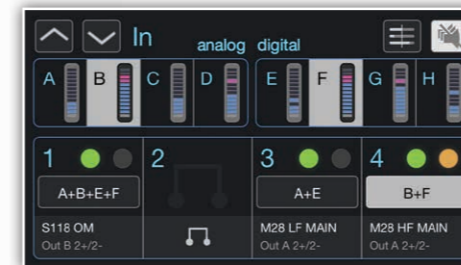 In analog digital
A B C D E F G H
1 2 3 4
A+B+E+F A+E B+F
S118 OM M28 LF MAIN M28 HF MAIN
Out B 2+/2- Out A 2+/2- Out A 2+/2-